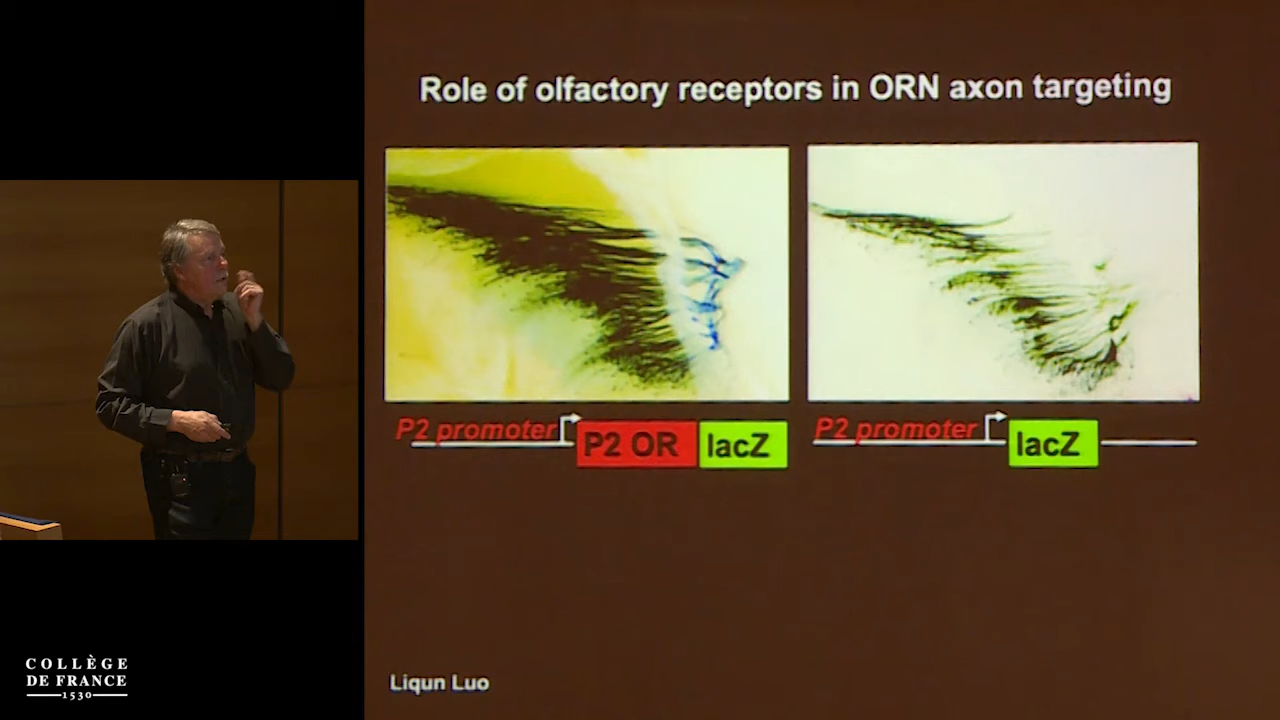 Role of olfactory receptors in ORN axon targeting
P2 promoter
P2 OR
lacZ
P2 promoter
lacZ
Liqun Luo
COLLÈGE
DE FRANCE
1530